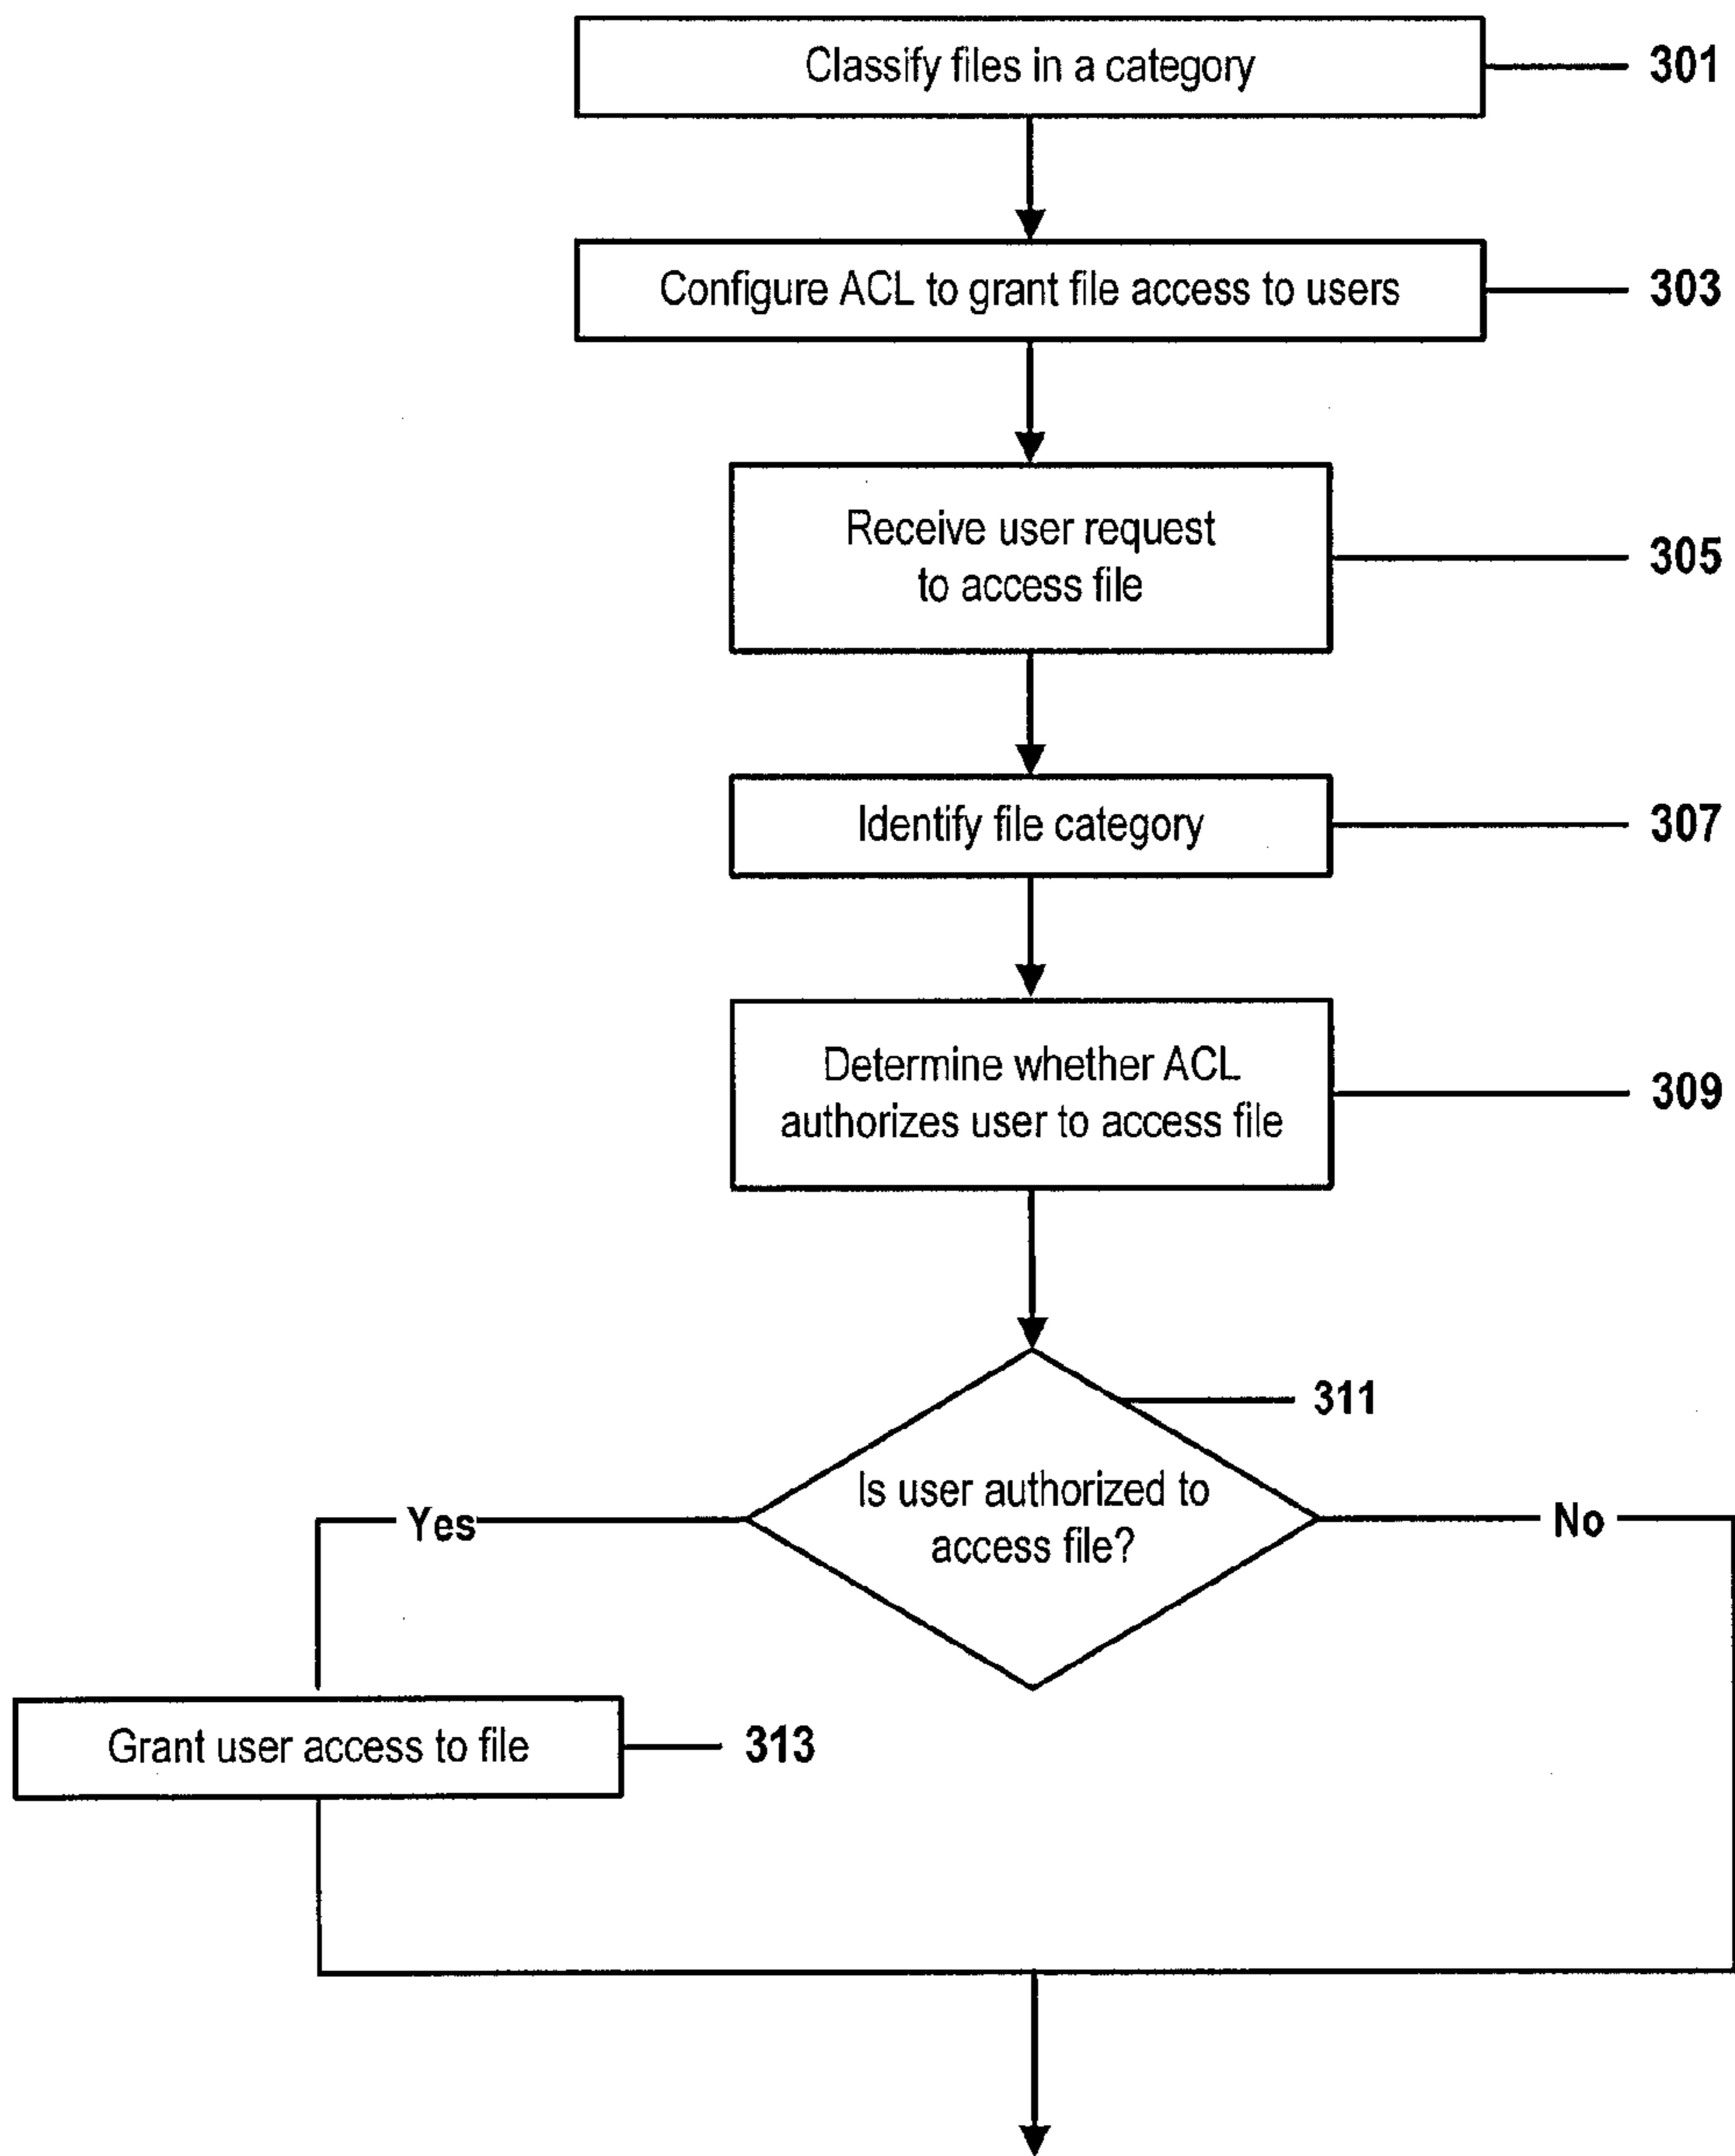 Classify files in a category
301
Configure ACL to grant file access to users
303
Receive user request
to access file
305
Identify file category
307
Determine whether ACL
authorizes user to access file
309
311
Is user authorized to
access file?
Yes
No
Grant user access to file
313